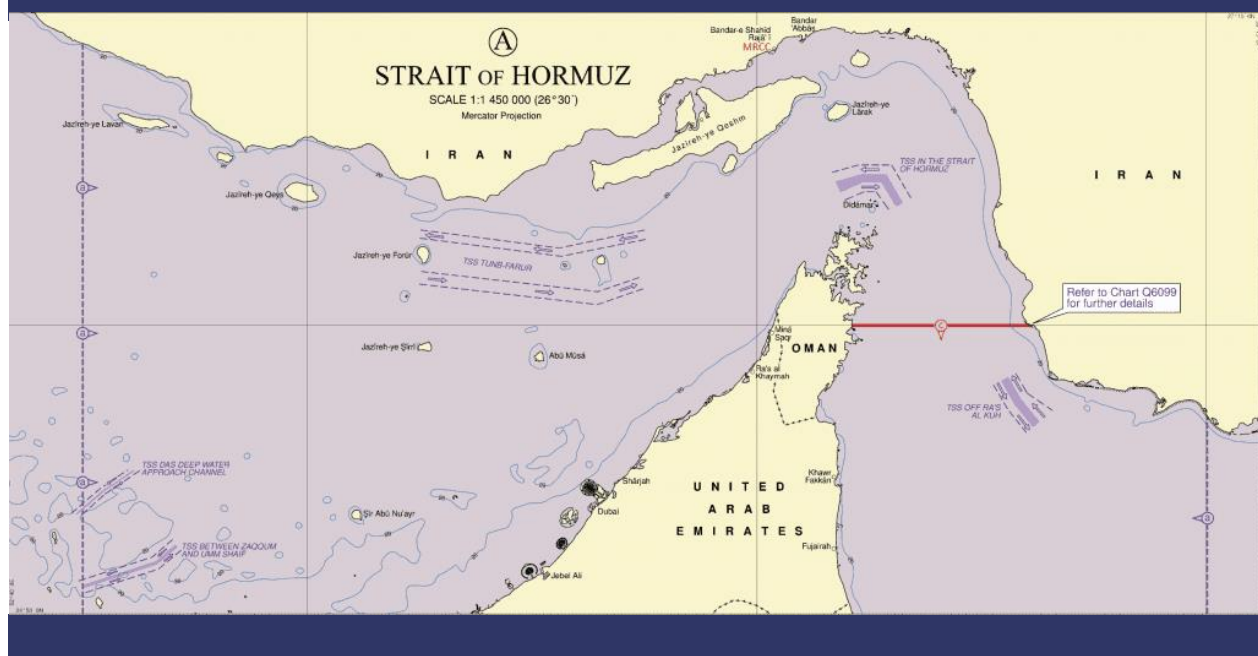 A
STRAIT OF HORMUZ
SCALE 1:1 450 000 (26°30´)
Mercator Projection
Bandar-e Shahīd
Rajā'ī
MRCC
Bandar
'Abbās
Jazīreh-ye Lavan
Jazīreh-ye Qeys
I R A N
Jazīreh-ye Qeshm
Jazīreh-ye
Lārak
TSS IN THE STRAIT
OF HORMUZ
I R A N
Didamar
Jazīreh-ye Forūr
TSS TUNB-FARUR
Refer to Chart Q6099
for further details
a
a
a
a
c
Jazīreh-ye Sīrrī
Abū Mūsá
Mīnā'
Saqr
OMAN
Ra's al
Khaymah
TSS OFF RA'S
AL KUH
TSS DAS DEEP WATER
APPROACH CHANNEL
Shārjah
Dubai
Şīr Abū Nu'ayr
Khawr
Fakkān
UNITED
ARAB
EMIRATES
TSS BETWEEN ZAQQUM
AND UMM SHAIF
Fujairah
Jebel Ali